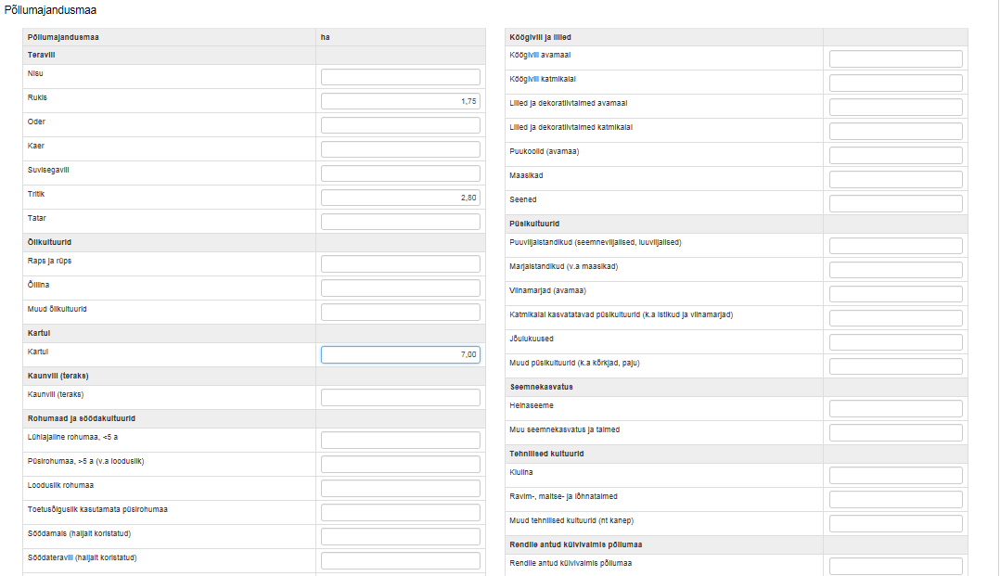 Põllumajandusmaa
Põllumajandusmaa ha
Teravili
Nisu
Rukis 1,75
Oder
Kaer
Suvisegavili
Tritik 2,80
Tatar
Õlikultuurid
Raps ja rüps
Õlilina
Muud õlikultuurid
Kartul
Kartul 7,00
Kaunvili (teraks)
Kaunvili (teraks)
Rohumaad ja söödakultuurid
Lühiajaline rohumaa, <5 a
Püsirohumaa, >5 a (v.a looduslik)
Looduslik rohumaa
Toetusõiguslik kasutamata püsirohumaa
Söödamais (haljalt koristatud)
Söödateravili (haljalt koristatud)
Köögivili ja lilled
Köögivili avamaal
Köögivili katmikalal
Lilled ja dekoratiivtaimed avamaal
Lilled ja dekoratiivtaimed katmikalal
Puukoolid (avamaa)
Maasikad
Seened
Püsikultuurid
Puuviljaistandikud (seemneviljalised, luuviljalised)
Marjaistandikud (v.a maasikad)
Viinamarjad (avamaa)
Katmikalal kasvatatavad püsikultuurid (k.a istikud ja viinamarjad)
Jõulukuused
Muud püsikultuurid (k.a kõrkjad, paju)
Seemnekasvatus
Heinaseeme
Muu seemnekasvatus ja taimed
Tehnilised kultuurid
Kiulina
Ravim-, maitse- ja lõhnataimed
Muud tehnilised kultuurid (nt kanep)
Rendile antud külvivalmis põllumaa
Rendile antud külvivalmis põllumaa